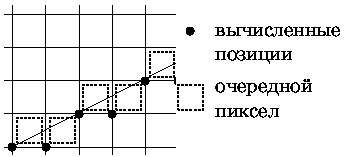 вычисленные
позиции
очередной
пиксел